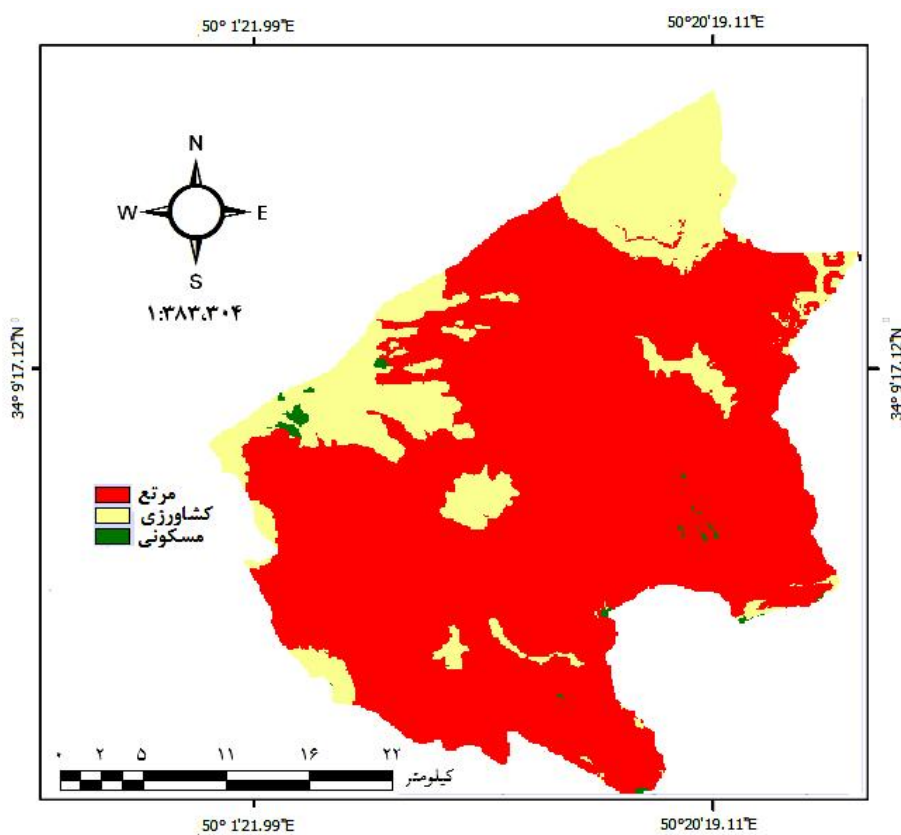 50° 1'21.99"E 50°20'19.11"E
N
W E
S
۱:۳۸۳,۳۰۴
34° 9'17.12"N 34° 9'17.12"N
مرتع
کشاورزی
مسکونی
۰ ۲ ۵ ۱۱ ۱۶ ۲۲
کیلومتر
50° 1'21.99"E 50°20'19.11"E